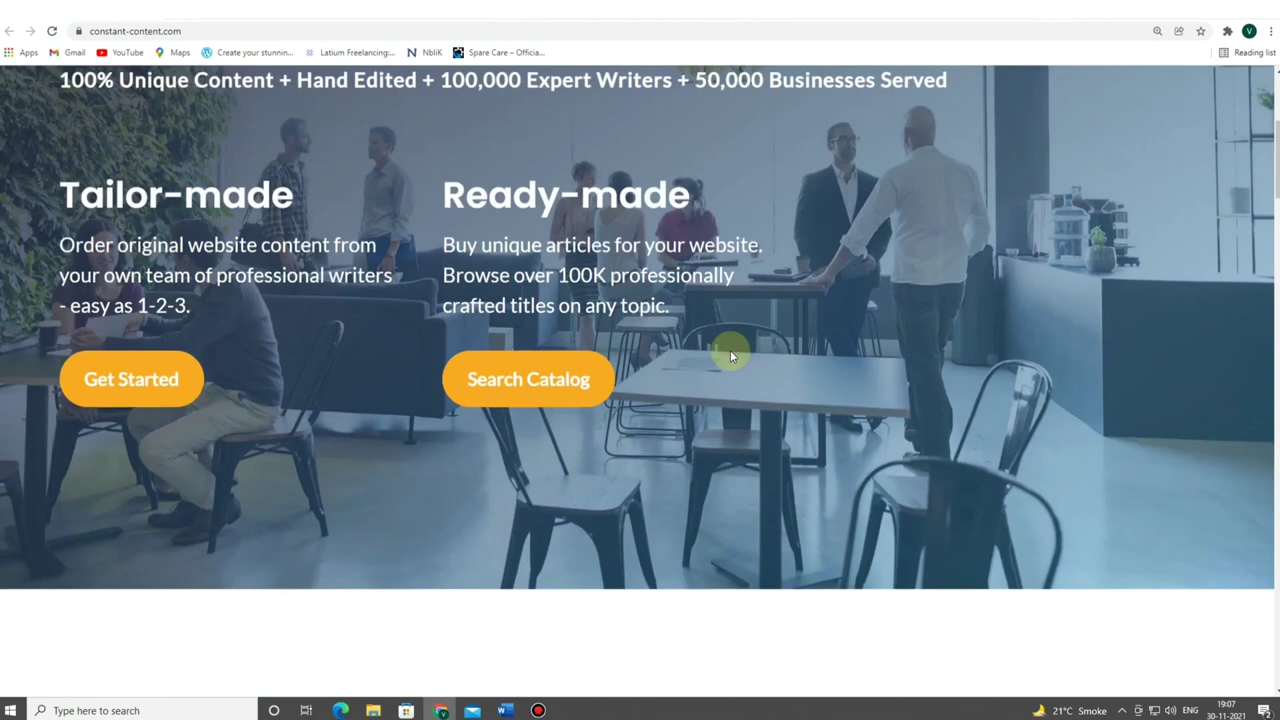 constant-content.com
Apps
Gmail
YouTube
Maps
Create your stunnin...
Latium Freelancing:...
NbliK
Spare Care – Officia...
Reading list
100% Unique Content + Hand Edited + 100,000 Expert Writers + 50,000 Businesses Served
Tailor-made
Order original website content from
your own team of professional writers
- easy as 1-2-3.
Get Started
Ready-made
Buy unique articles for your website.
Browse over 100K professionally
crafted titles on any topic.
Search Catalog
Type here to search
21°C Smoke
ENG
19:07
30-11-2021